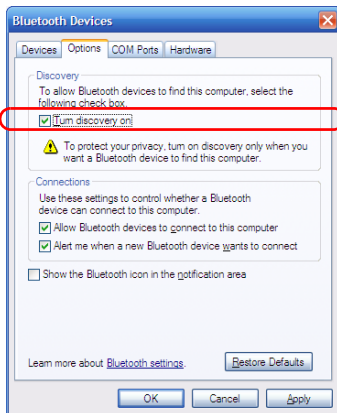 Bluetooth Devices
Devices Options COM Ports Hardware
Discovery
To allow Bluetooth devices to find this computer, select the
following check box.
Turn discovery on
To protect your privacy, turn on discovery only when you
want a Bluetooth device to find this computer.
Connections
Use these settings to control whether a Bluetooth
device can connect to this computer.
Allow Bluetooth devices to connect to this computer
Alert me when a new Bluetooth device wants to connect
Show the Bluetooth icon in the notification area
Learn more about Bluetooth settings. Restore Defaults
OK Cancel Apply